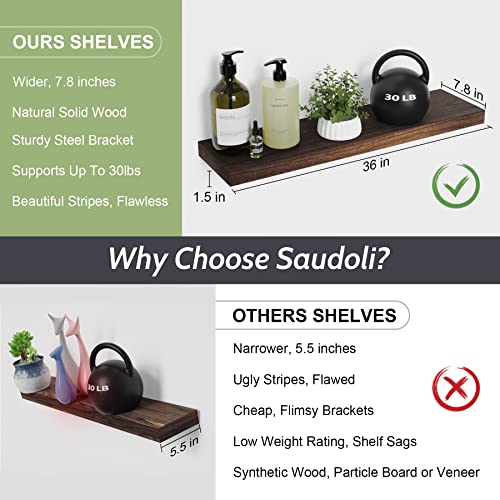 OURS SHELVES
Wider, 7.8 inches
Natural Solid Wood
Sturdy Steel Bracket
Supports Up To 30lbs
Beautiful Stripes, Flawless
30 LB
7.8 in
36 in
1.5 in
Why Choose Saudoli?
30 LB
5.5 in
OTHERS SHELVES
Narrower, 5.5 inches
Ugly Stripes, Flawed
Cheap, Flimsy Brackets
Low Weight Rating, Shelf Sags
Synthetic Wood, Particle Board or Veneer